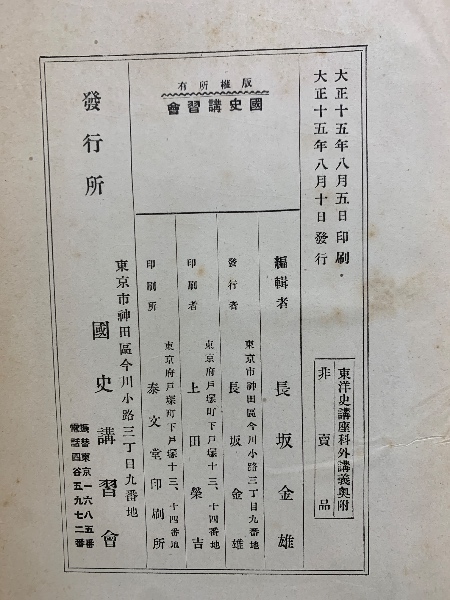 大正十五年八月五日印刷
大正十五年八月十日發行
東洋史講座科外講義奥附
非賣品
版權所有
國史講習會
編輯者 長坂金雄
東京市神田區今川小路三丁目九番地
發行者 長坂金雄
東京府戸塚町下戸塚十三、十四番地
印刷者 上田榮吉
東京府戸塚町下戸塚十三、十四番地
印刷所 泰文堂印刷所
發行所
東京市神田區今川小路三丁目九番地
國史講習會
振替東京一六八五番
電話四谷五九七二番